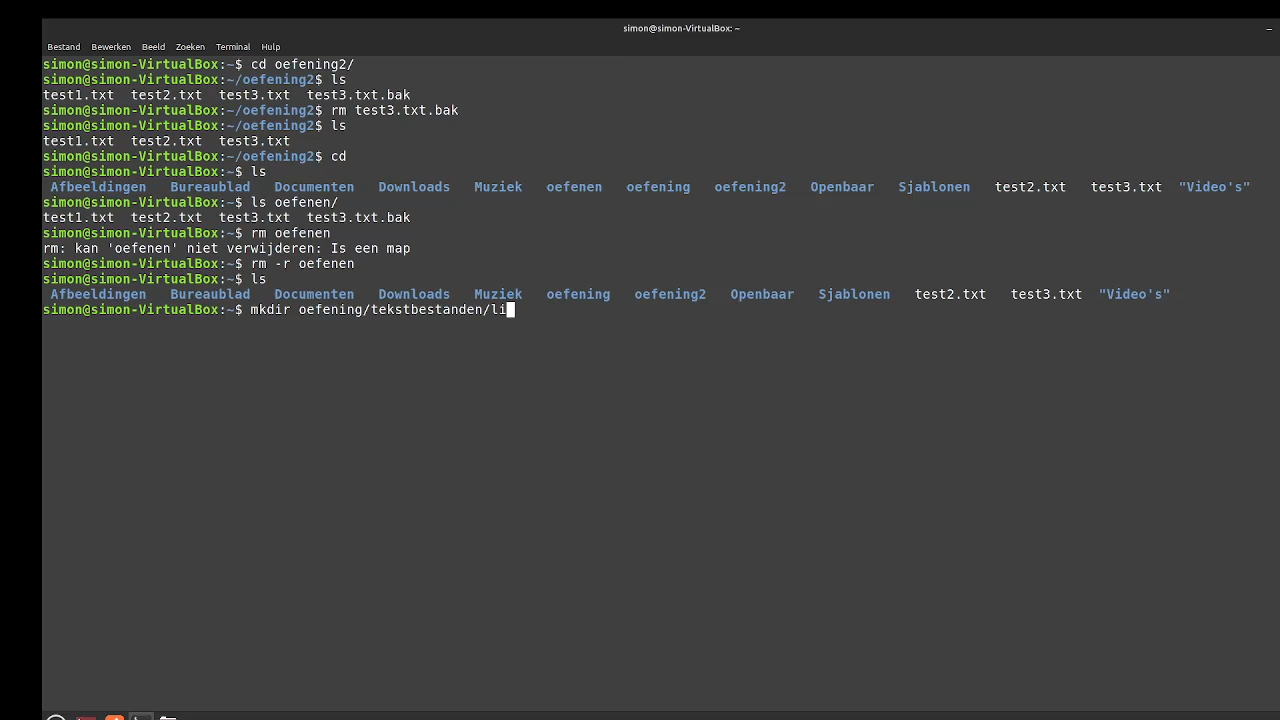 simon@simon-VirtualBox: ~
Bestand Bewerken Beeld Zoeken Terminal Hulp
simon@simon-VirtualBox:~$ cd oefening2/
simon@simon-VirtualBox:~/oefening2$ ls
test1.txt test2.txt test3.txt test3.txt.bak
simon@simon-VirtualBox:~/oefening2$ rm test3.txt.bak
simon@simon-VirtualBox:~/oefening2$ ls
test1.txt test2.txt test3.txt
simon@simon-VirtualBox:~/oefening2$ cd
simon@simon-VirtualBox:~$ ls
Afbeeldingen Bureaublad Documenten Downloads Muziek oefenen oefening oefening2 Openbaar Sjablonen test2.txt test3.txt "Video's"
simon@simon-VirtualBox:~$ ls oefenen/
test1.txt test2.txt test3.txt test3.txt.bak
simon@simon-VirtualBox:~$ rm oefenen
rm: kan 'oefenen' niet verwijderen: Is een map
simon@simon-VirtualBox:~$ rm -r oefenen
simon@simon-VirtualBox:~$ ls
Afbeeldingen Bureaublad Documenten Downloads Muziek oefening oefening2 Openbaar Sjablonen test2.txt test3.txt "Video's"
simon@simon-VirtualBox:~$ mkdir oefening/tekstbestanden/li